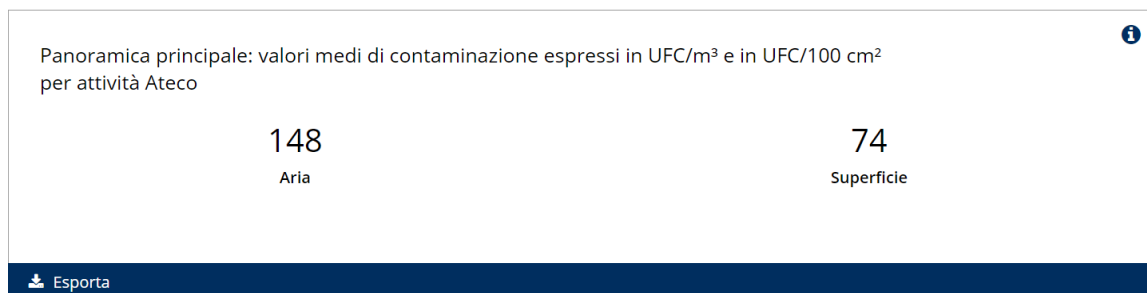 Panoramica principale: valori medi di contaminazione espressi in UFC/m³ e in UFC/100 cm²
per attività Ateco
148
Aria
74
Superficie
Esporta